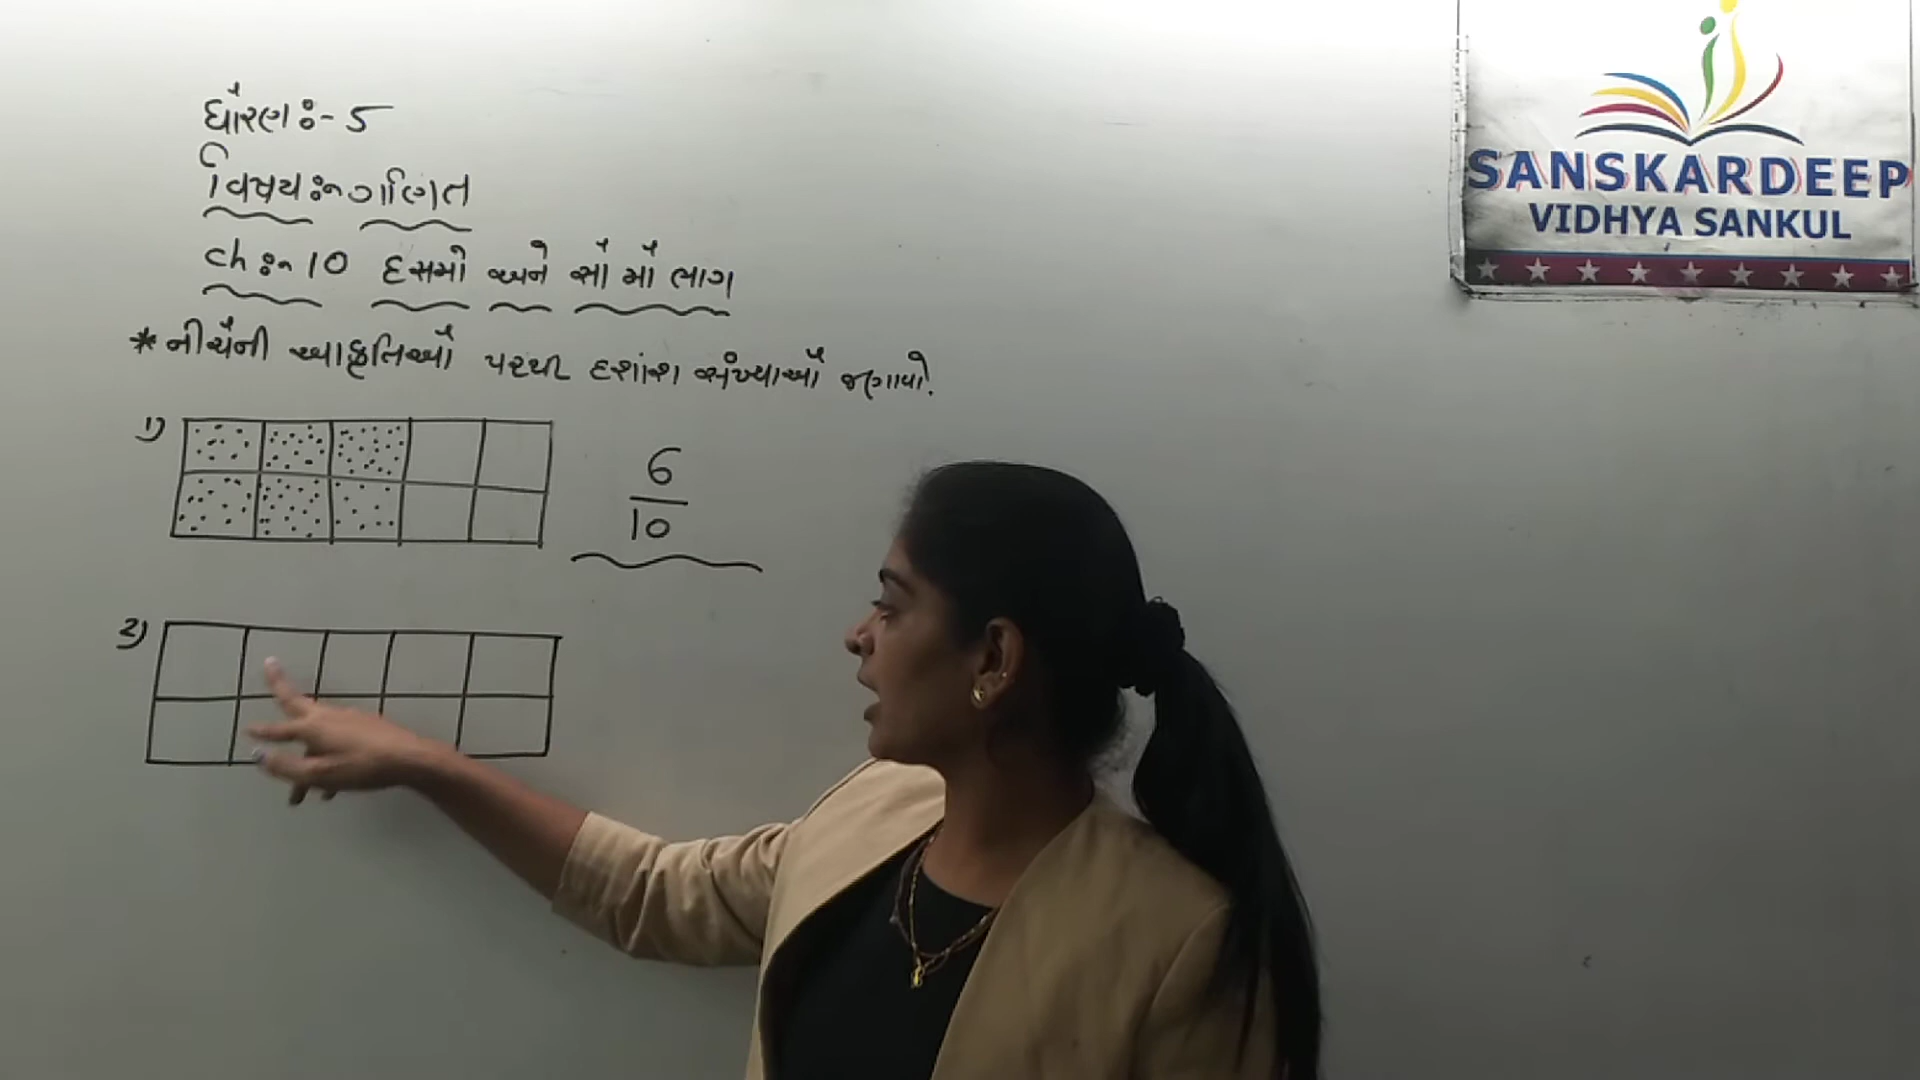 ધોરણ :- 5
વિષય :- ગણિત
ch :- 10 દસમો અને સો મો ભાગ
* નીચેની આકૃતિઓ પરથી દશાંશ સંખ્યાઓ જણાવો.
1)
6
10
2)
SANSKARDEEP
VIDHYA SANKUL